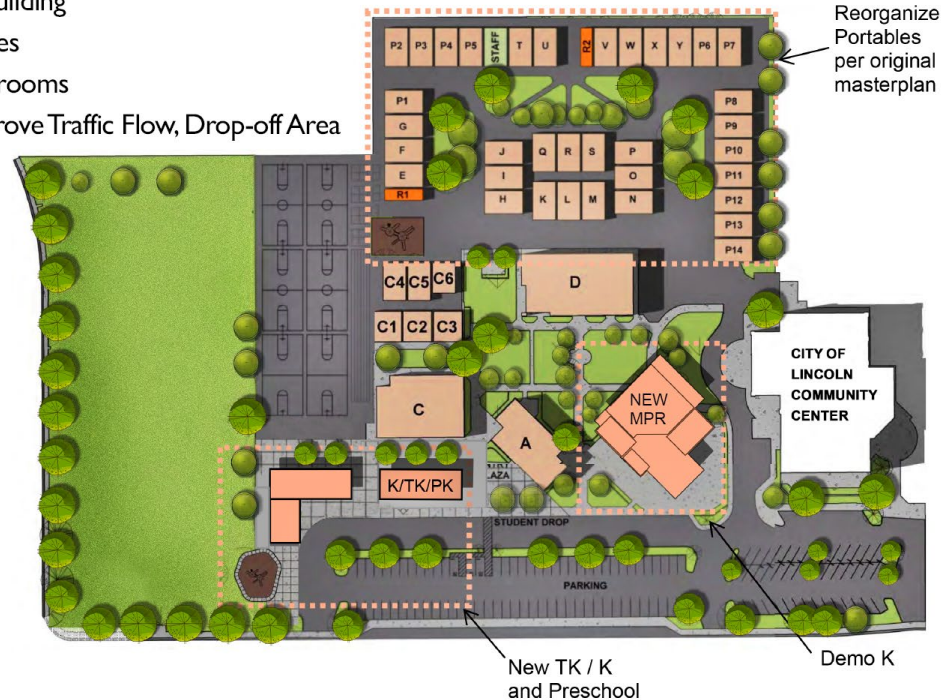 uilding
es
rooms
rove Traffic Flow, Drop-off Area
Reorganize
Portables
per original
masterplan
P2 P3 P4 P5 STAFF T U R2 V W X Y P6 P7
P1
G
F
E
R1
J
I
H
Q R S
K L M
P
O
N
P8
P9
P10
P11
P12
P13
P14
C4 C5 C6
D
C1 C2 C3
C
A
NEW
MPR
CITY OF
LINCOLN
COMMUNITY
CENTER
K/TK/PK
STUDENT DROP
PARKING
New TK / K
and Preschool
Demo K